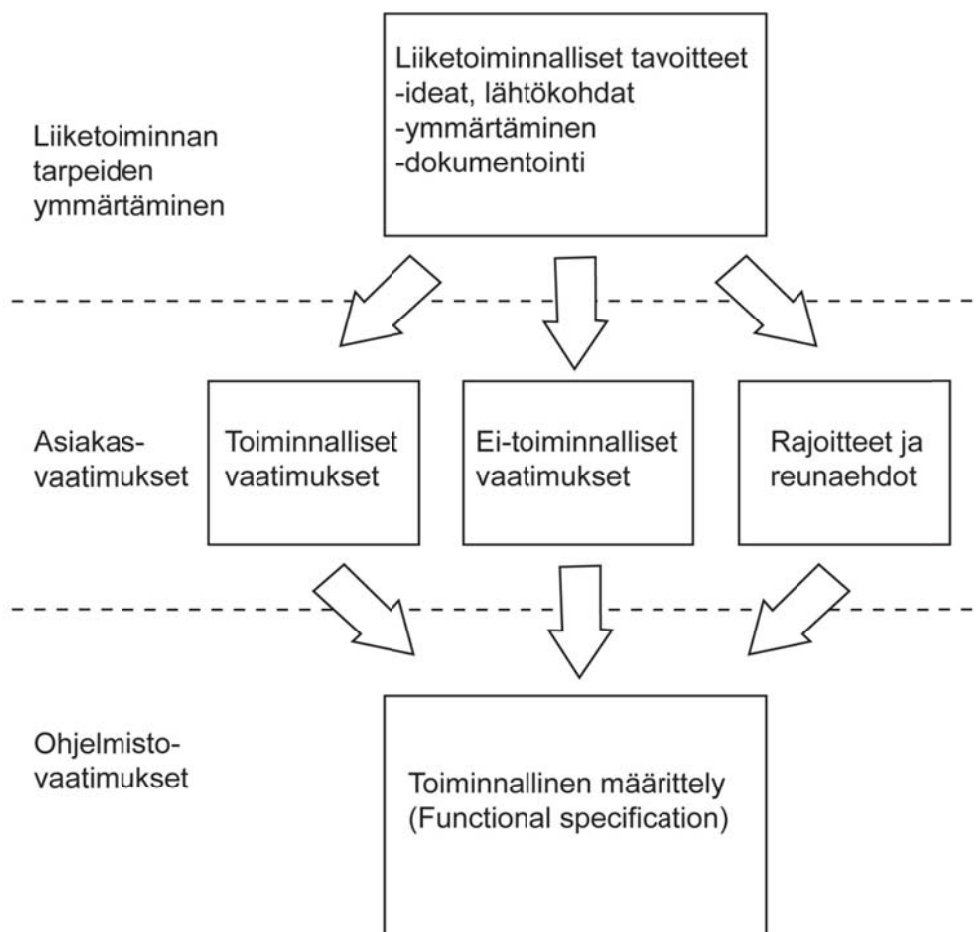 Liiketoiminnalliset tavoitteet
-ideat, lähtökohdat
-ymmärtäminen
-dokumentointi
Liiketoiminnan
tarpeiden
ymmärtäminen
Asiakas-
vaatimukset
Toiminnalliset
vaatimukset
Ei-toiminnalliset
vaatimukset
Rajoitteet ja
reunaehdot
Ohjelmisto-
vaatimukset
Toiminnallinen määrittely
(Functional specification)